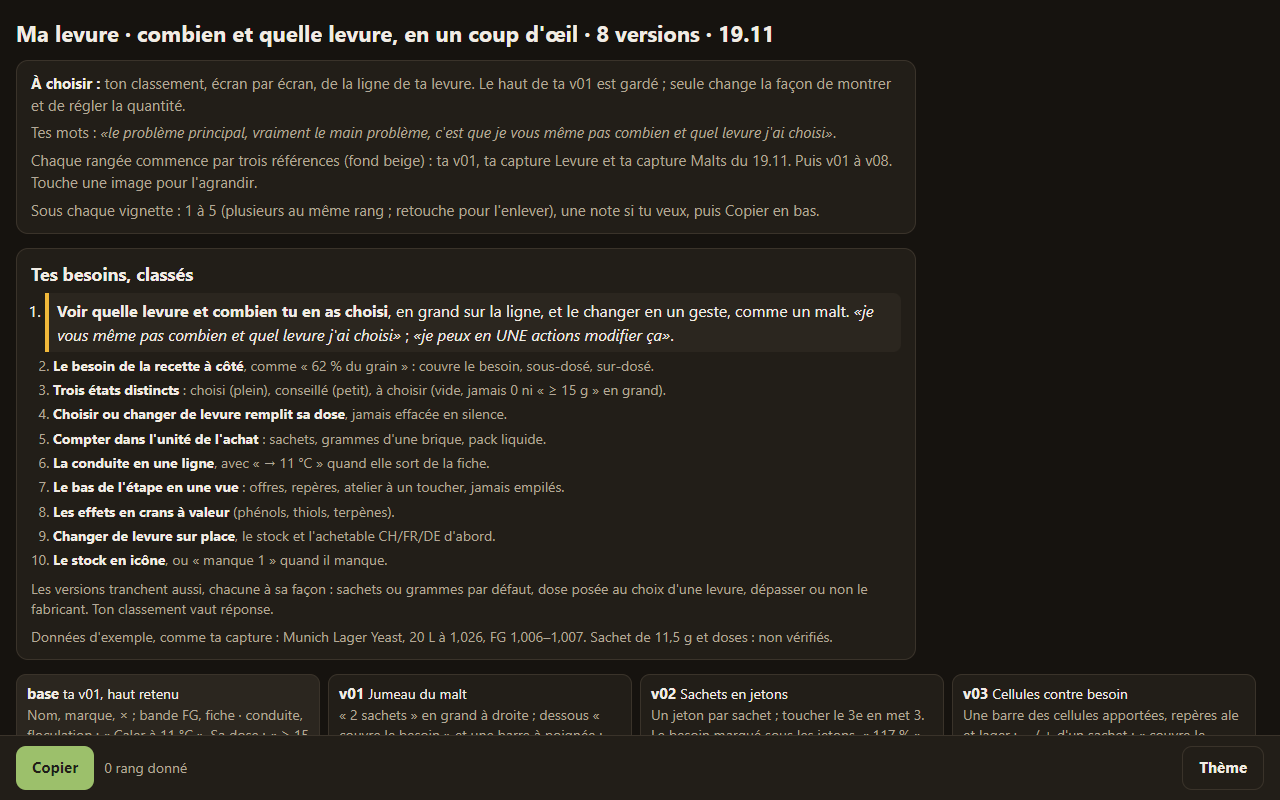 Ma levure · combien et quelle levure, en un coup d'œil · 8 versions · 19.11
À choisir : ton classement, écran par écran, de la ligne de ta levure. Le haut de ta v01 est gardé ; seule change la façon de montrer
et de régler la quantité.
Tes mots : «le problème principal, vraiment le main problème, c'est que je vous même pas combien et quel levure j'ai choisi».
Chaque rangée commence par trois références (fond beige) : ta v01, ta capture Levure et ta capture Malts du 19.11. Puis v01 à v08.
Touche une image pour l'agrandir.
Sous chaque vignette : 1 à 5 (plusieurs au même rang ; retouche pour l'enlever), une note si tu veux, puis Copier en bas.
Tes besoins, classés
1. Voir quelle levure et combien tu en as choisi, en grand sur la ligne, et le changer en un geste, comme un malt. «je
vous même pas combien et quel levure j'ai choisi» ; «je peux en UNE actions modifier ça».
2. Le besoin de la recette à côté, comme « 62 % du grain » : couvre le besoin, sous-dosé, sur-dosé.
3. Trois états distincts : choisi (plein), conseillé (petit), à choisir (vide, jamais 0 ni « ≥ 15 g » en grand).
4. Choisir ou changer de levure remplit sa dose, jamais effacée en silence.
5. Compter dans l'unité de l'achat : sachets, grammes d'une brique, pack liquide.
6. La conduite en une ligne, avec « → 11 °C » quand elle sort de la fiche.
7. Le bas de l'étape en une vue : offres, repères, atelier à un toucher, jamais empilés.
8. Les effets en crans à valeur (phénols, thiols, terpènes).
9. Changer de levure sur place, le stock et l'achetable CH/FR/DE d'abord.
10. Le stock en icône, ou « manque 1 » quand il manque.
Les versions tranchent aussi, chacune à sa façon : sachets ou grammes par défaut, dose posée au choix d'une levure, dépasser ou non le
fabricant. Ton classement vaut réponse.
Données d'exemple, comme ta capture : Munich Lager Yeast, 20 L à 1,026, FG 1,006–1,007. Sachet de 11,5 g et doses : non vérifiés.
base ta v01, haut retenu
Nom, marque, × ; bande FG, fiche · conduite,
v01 Jumeau du malt
« 2 sachets » en grand à droite ; dessous «
v02 Sachets en jetons
Un jeton par sachet ; toucher le 3e en met 3.
v03 Cellules contre besoin
Une barre des cellules apportées, repères ale
Copier
0 rang donné
Thème